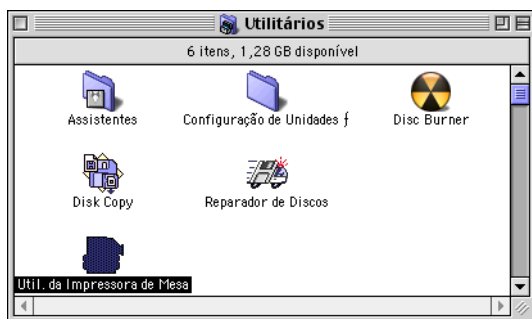 Utilitários
6 itens, 1,28 GB disponível
Assistentes
Configuração de Unidades ƒ
Disc Burner
Disk Copy
Reparador de Discos
Util. da Impressora de Mesa